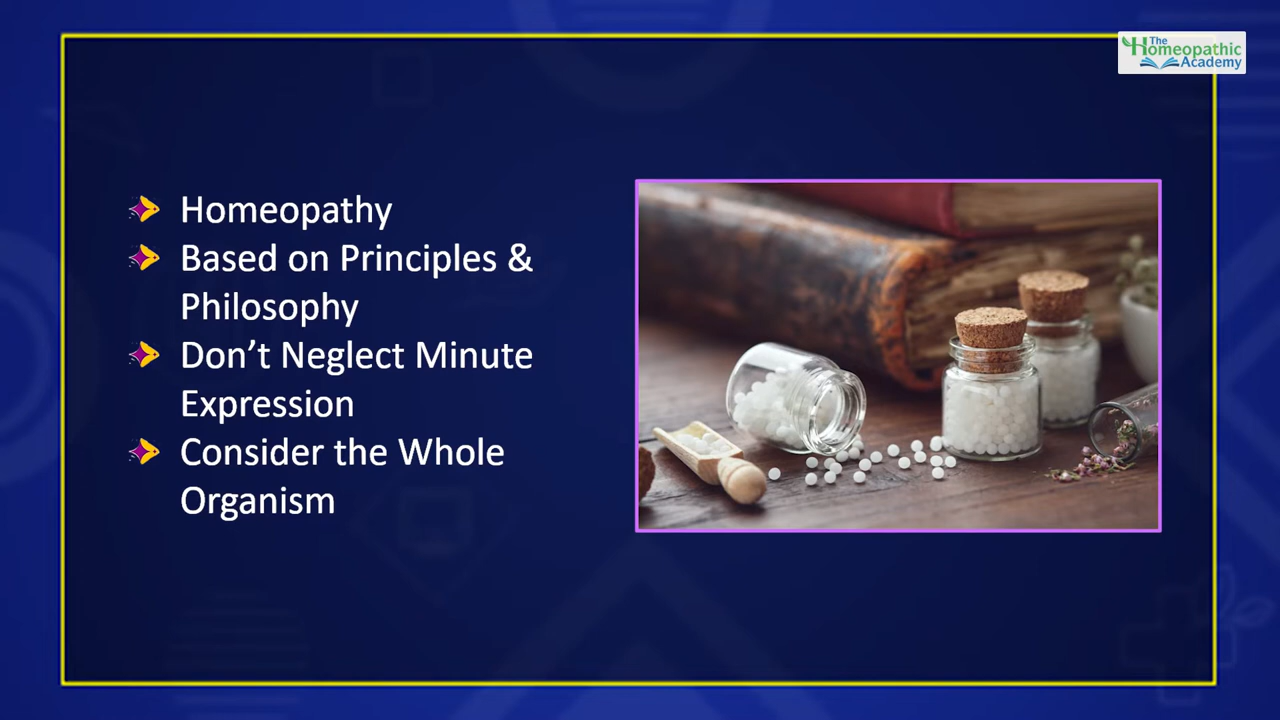 The
Homeopathic
Academy
Homeopathy
Based on Principles &
Philosophy
Don’t Neglect Minute
Expression
Consider the Whole
Organism